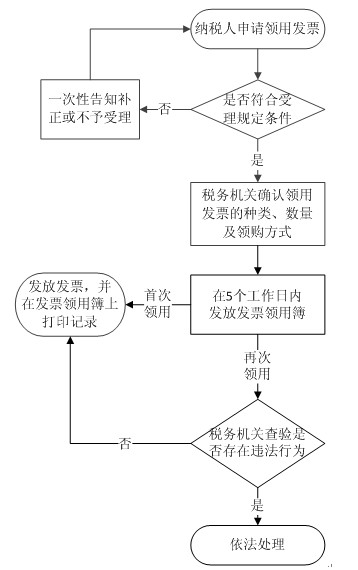 纳税人申请领用发票
是否符合受
理规定条件
否
一次性告知补
正或不予受理
是
税务机关确认领用
发票的种类、数量
及领购方式
在5个工作日内
发放发票领用簿
首次
领用
发放发票，并
在发票领用簿上
打印记录
再次
领用
税务机关查验是
否存在违法行为
否
是
依法处理